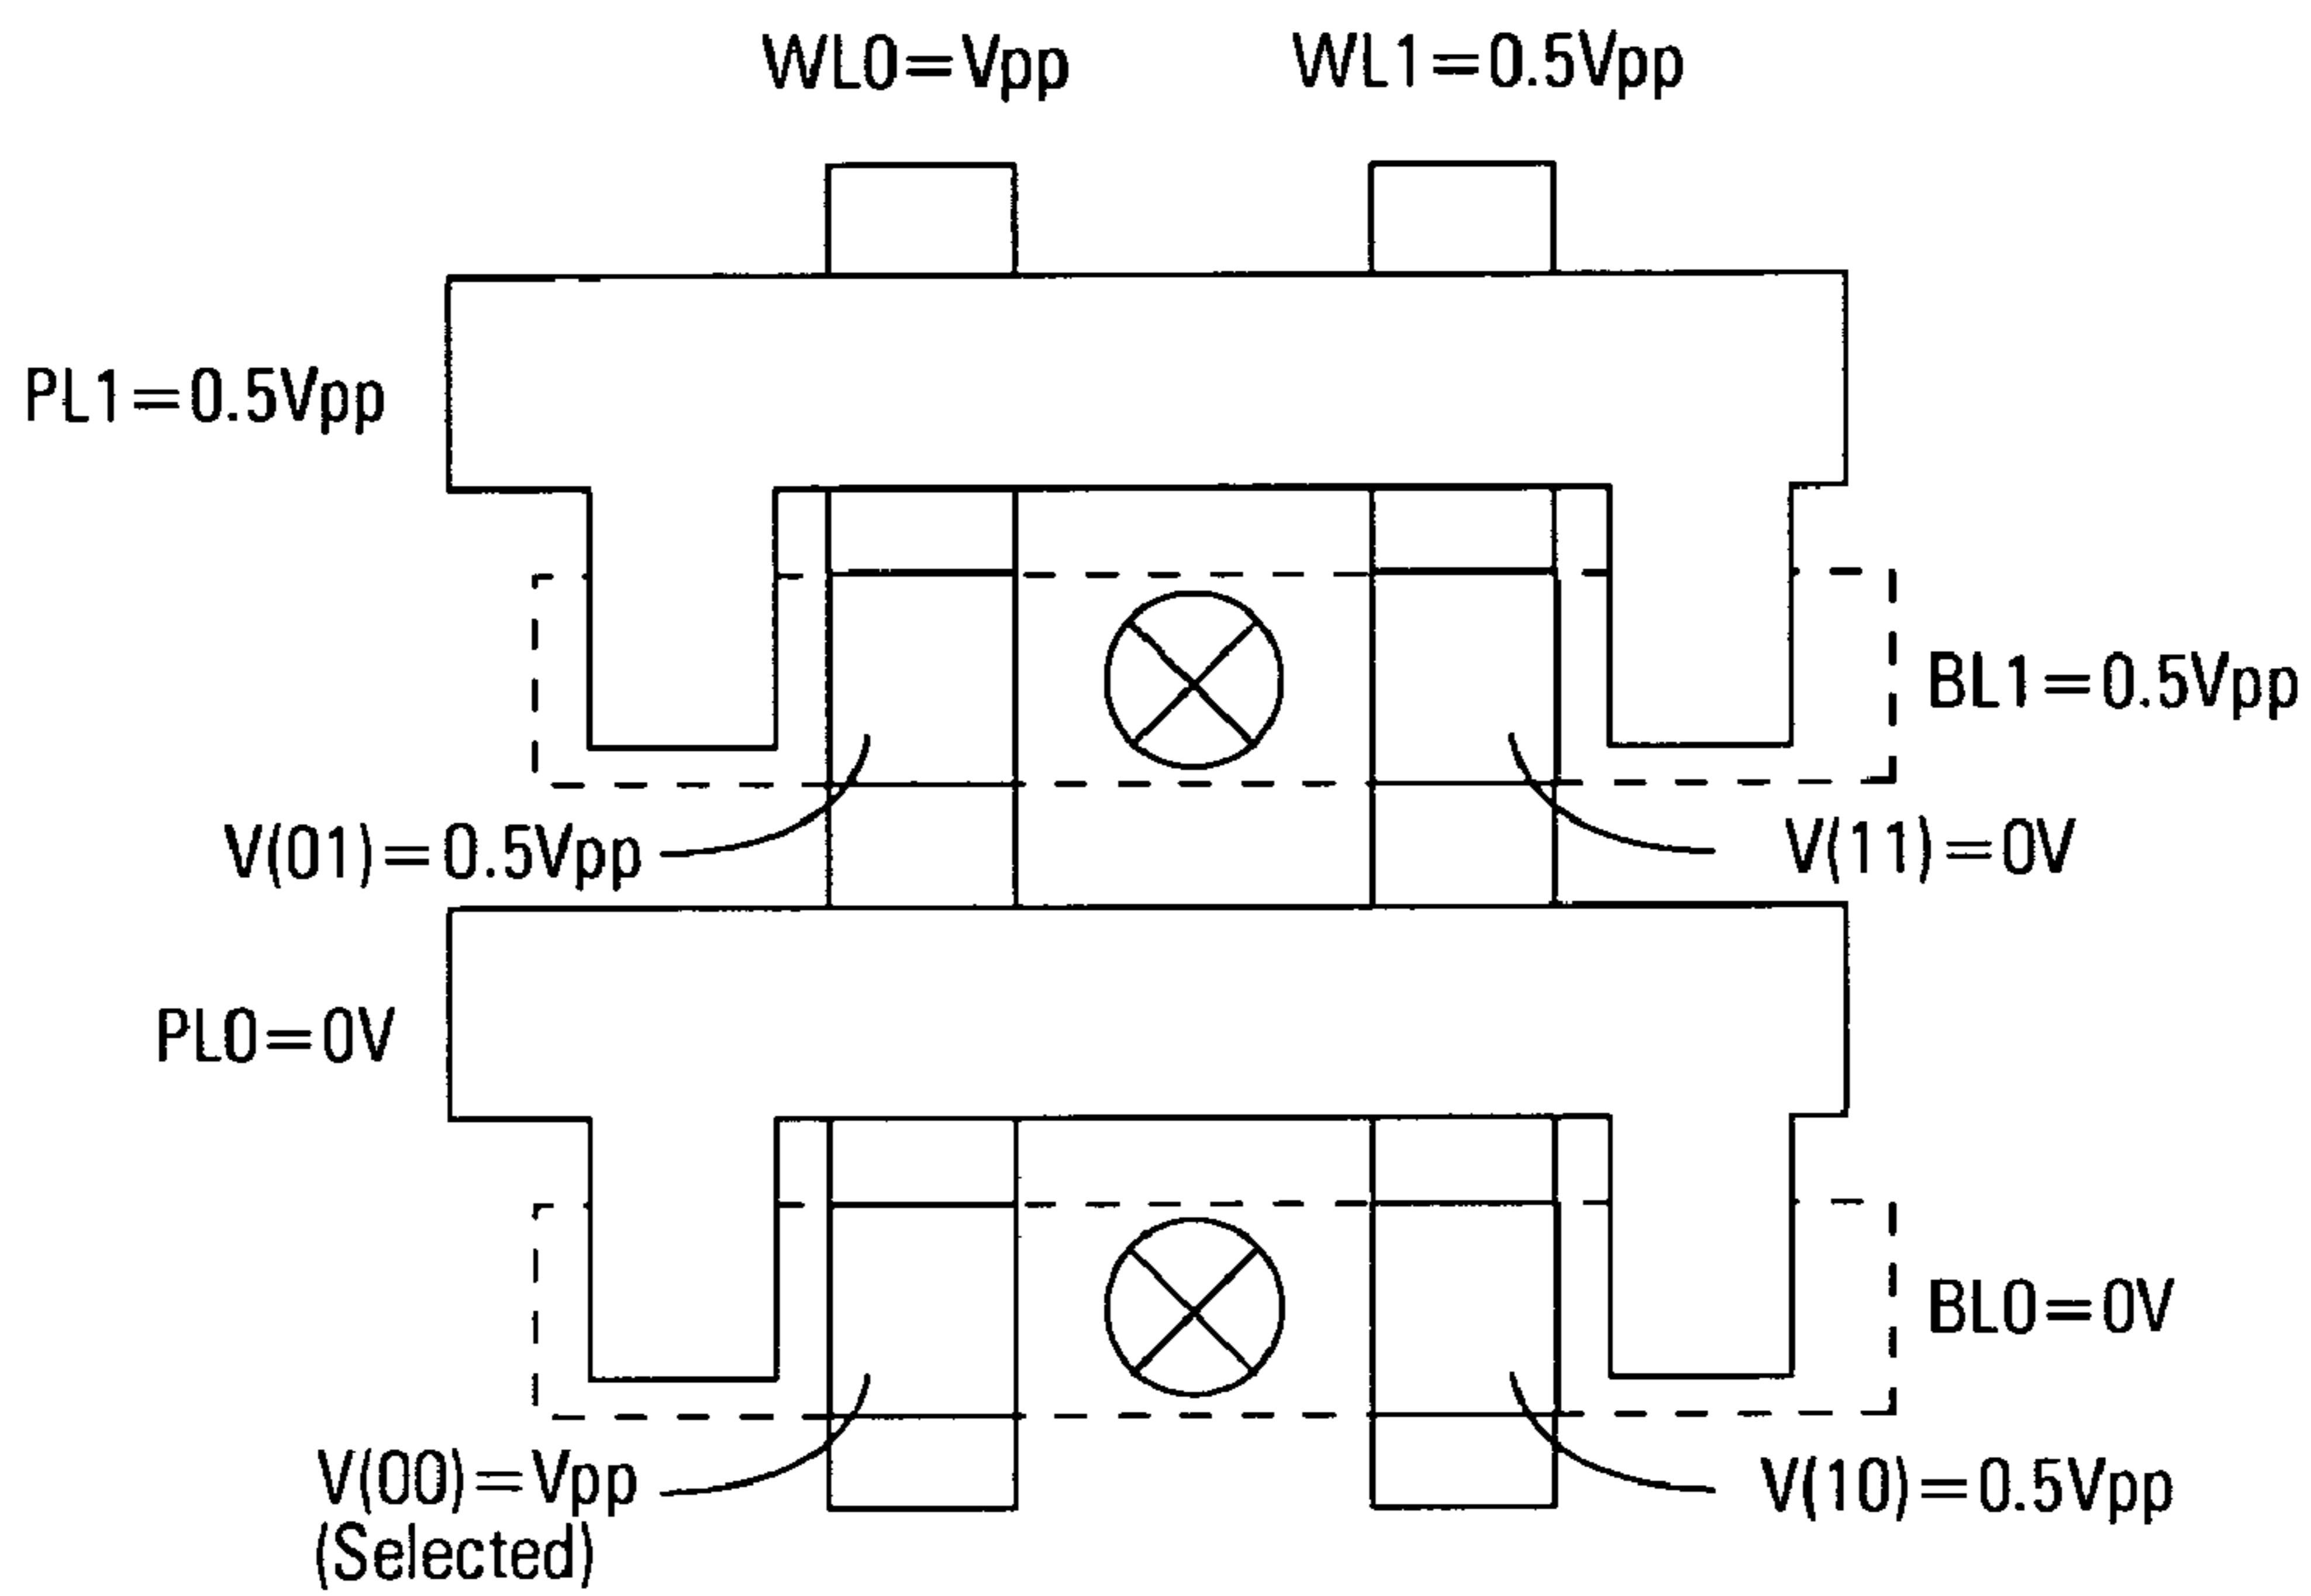 WL0=Vpp
WL1=0.5Vpp
PL1=0.5Vpp
BL1=0.5Vpp
V(01)=0.5Vpp
V(11)=0V
PL0=0V
BL0=0V
V(00)=Vpp
(Selected)
V(10)=0.5Vpp